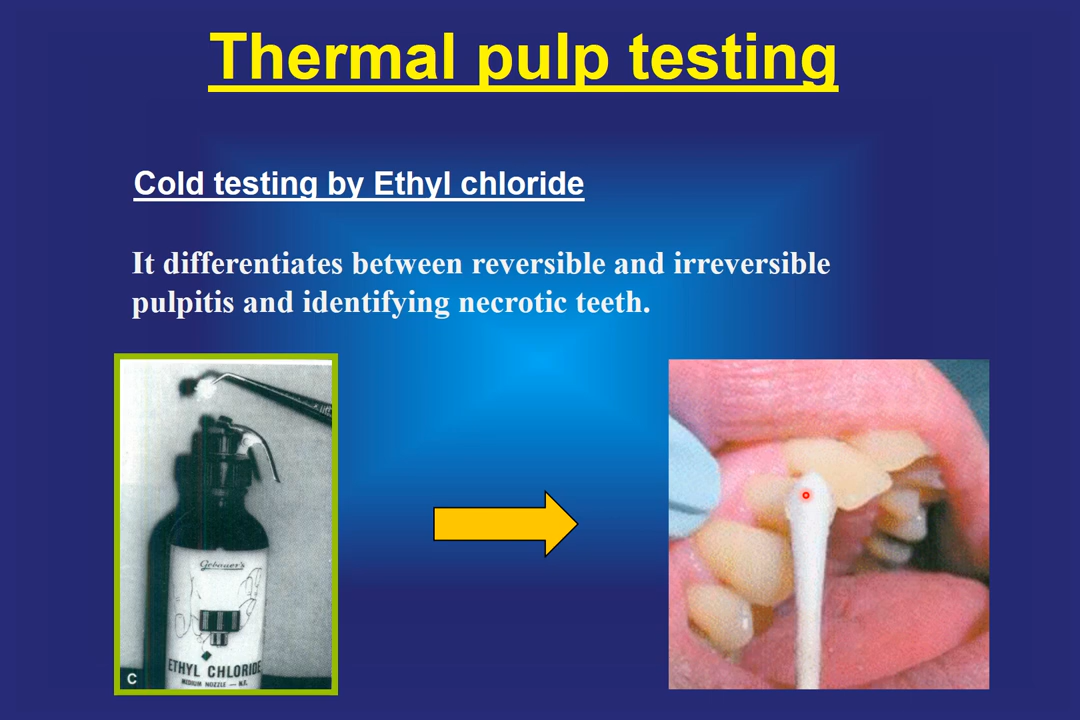 Thermal pulp testing
Cold testing by Ethyl chloride
It differentiates between reversible and irreversible
pulpitis and identifying necrotic teeth.
Gebauer's
ETHYL CHLORIDE
MEDIUM NOZZLE — N.F.
C